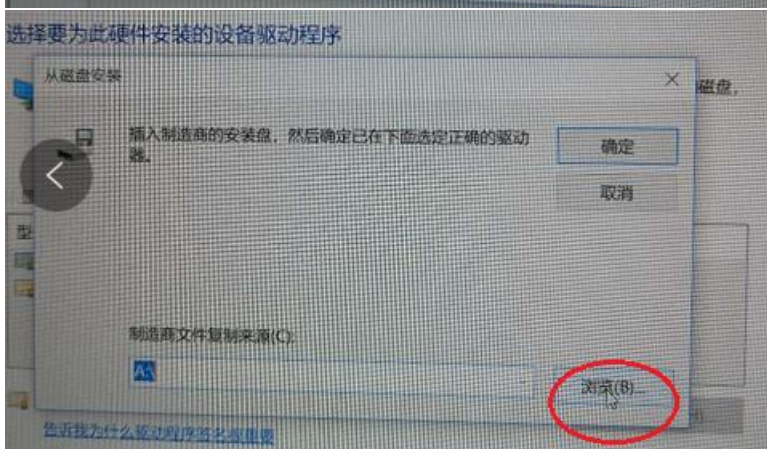 选择要为此硬件安装的设备驱动程序
从磁盘安装
磁盘，
插入制造商的安装盘，然后确定已在下面选定正确的驱动
器。
确定
取消
型
制造商文件复制来源(C):
A:\
浏览(B)...
告诉我为什么驱动程序签名很重要